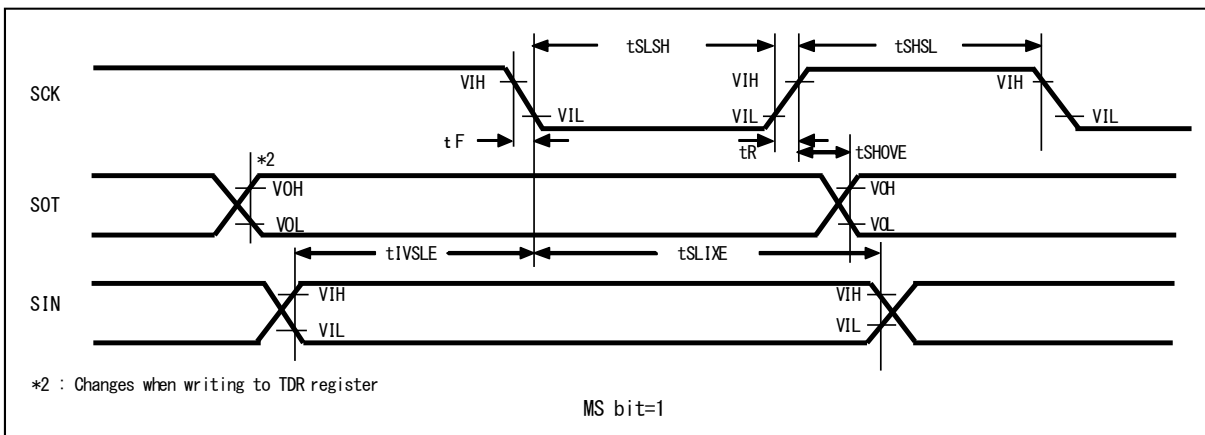 tSLSH
tSHSL
SCK
VIH
VIH
VIH
VIL
VIL
VIL
tF
tR
tSHOVE
*2
SOT
VOH
VOH
VOL
VOL
tIVSLE
tSLIXE
SIN
VIH
VIH
VIL
VIL
*2 : Changes when writing to TDR register
MS bit=1